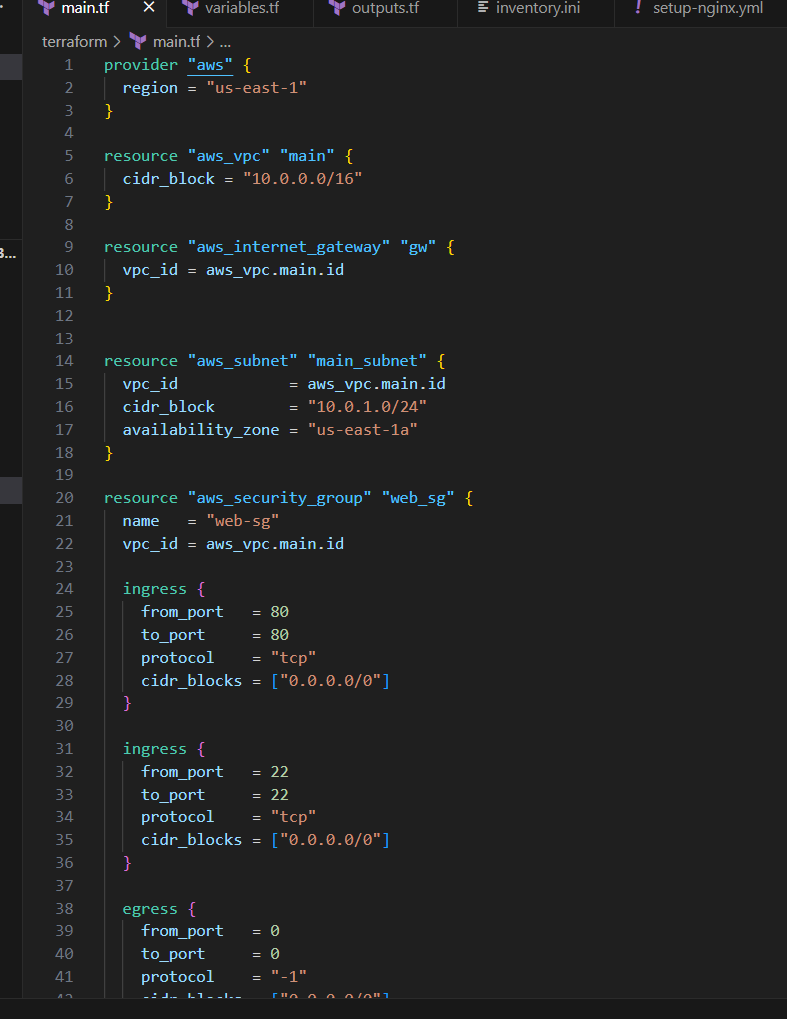 main.tf × variables.tf outputs.tf inventory.ini ! setup-nginx.yml
terraform > main.tf > ...
1 provider "aws" {
2 region = "us-east-1"
3 }
4
5 resource "aws_vpc" "main" {
6 cidr_block = "10.0.0.0/16"
7 }
8
9 resource "aws_internet_gateway" "gw" {
10 vpc_id = aws_vpc.main.id
11 }
12
13
14 resource "aws_subnet" "main_subnet" {
15 vpc_id = aws_vpc.main.id
16 cidr_block = "10.0.1.0/24"
17 availability_zone = "us-east-1a"
18 }
19
20 resource "aws_security_group" "web_sg" {
21 name = "web-sg"
22 vpc_id = aws_vpc.main.id
23
24 ingress {
25 from_port = 80
26 to_port = 80
27 protocol = "tcp"
28 cidr_blocks = ["0.0.0.0/0"]
29 }
30
31 ingress {
32 from_port = 22
33 to_port = 22
34 protocol = "tcp"
35 cidr_blocks = ["0.0.0.0/0"]
36 }
37
38 egress {
39 from_port = 0
40 to_port = 0
41 protocol = "-1"
42 cidr_blocks = ["0.0.0.0/0"]